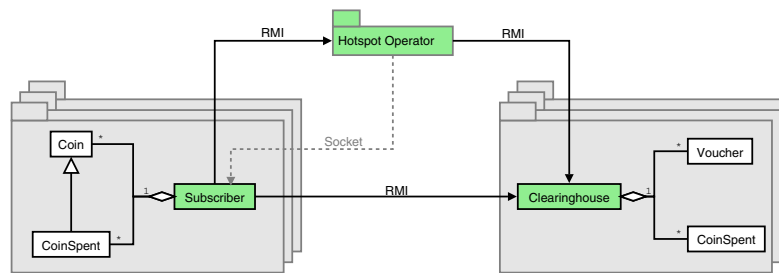 RMI
Hotspot Operator
RMI
Coin
*
Socket
*
Voucher
1
Subscriber
RMI
Clearinghouse
1
CoinSpent
*
*
CoinSpent